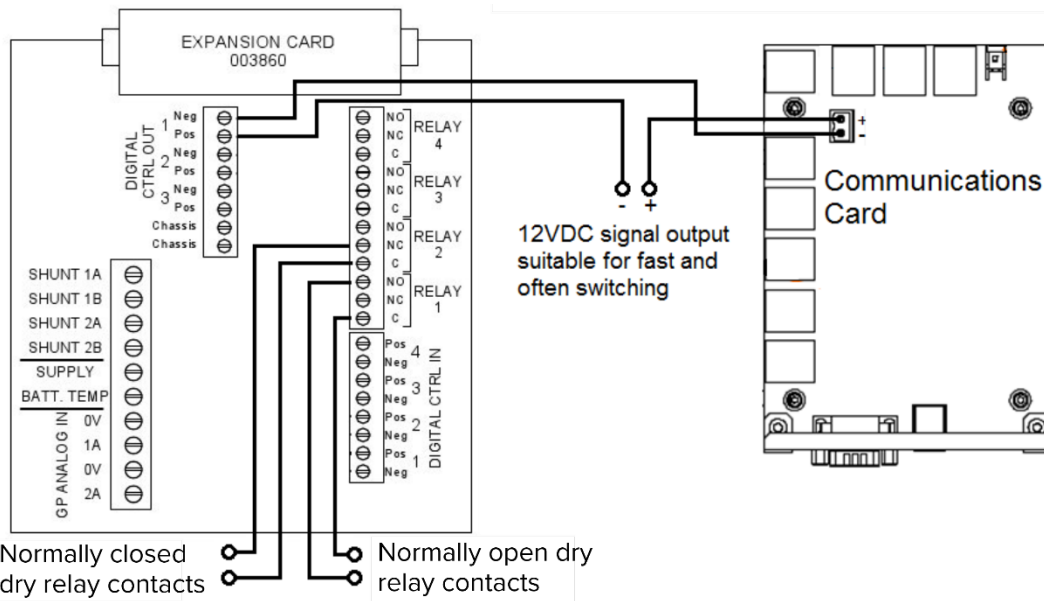 EXPANSION CARD
003860
DIGITAL
CTRL OUT
1
Neg
Pos
2
Neg
Pos
3
Neg
Pos
Chassis
Chassis
NO
NC
C
RELAY
4
NO
NC
C
RELAY
3
NO
NC
C
RELAY
2
NO
NC
C
RELAY
1
SHUNT 1A
SHUNT 1B
SHUNT 2A
SHUNT 2B
SUPPLY
BATT. TEMP
GP ANALOG IN
0V
1A
0V
2A
Pos
Neg
4
Pos
Neg
3
Pos
Neg
2
Pos
Neg
1
DIGITAL CTRL IN
- +
12VDC signal output
suitable for fast and
often switching
+
-
Communications
Card
Normally closed
dry relay contacts
Normally open dry
relay contacts